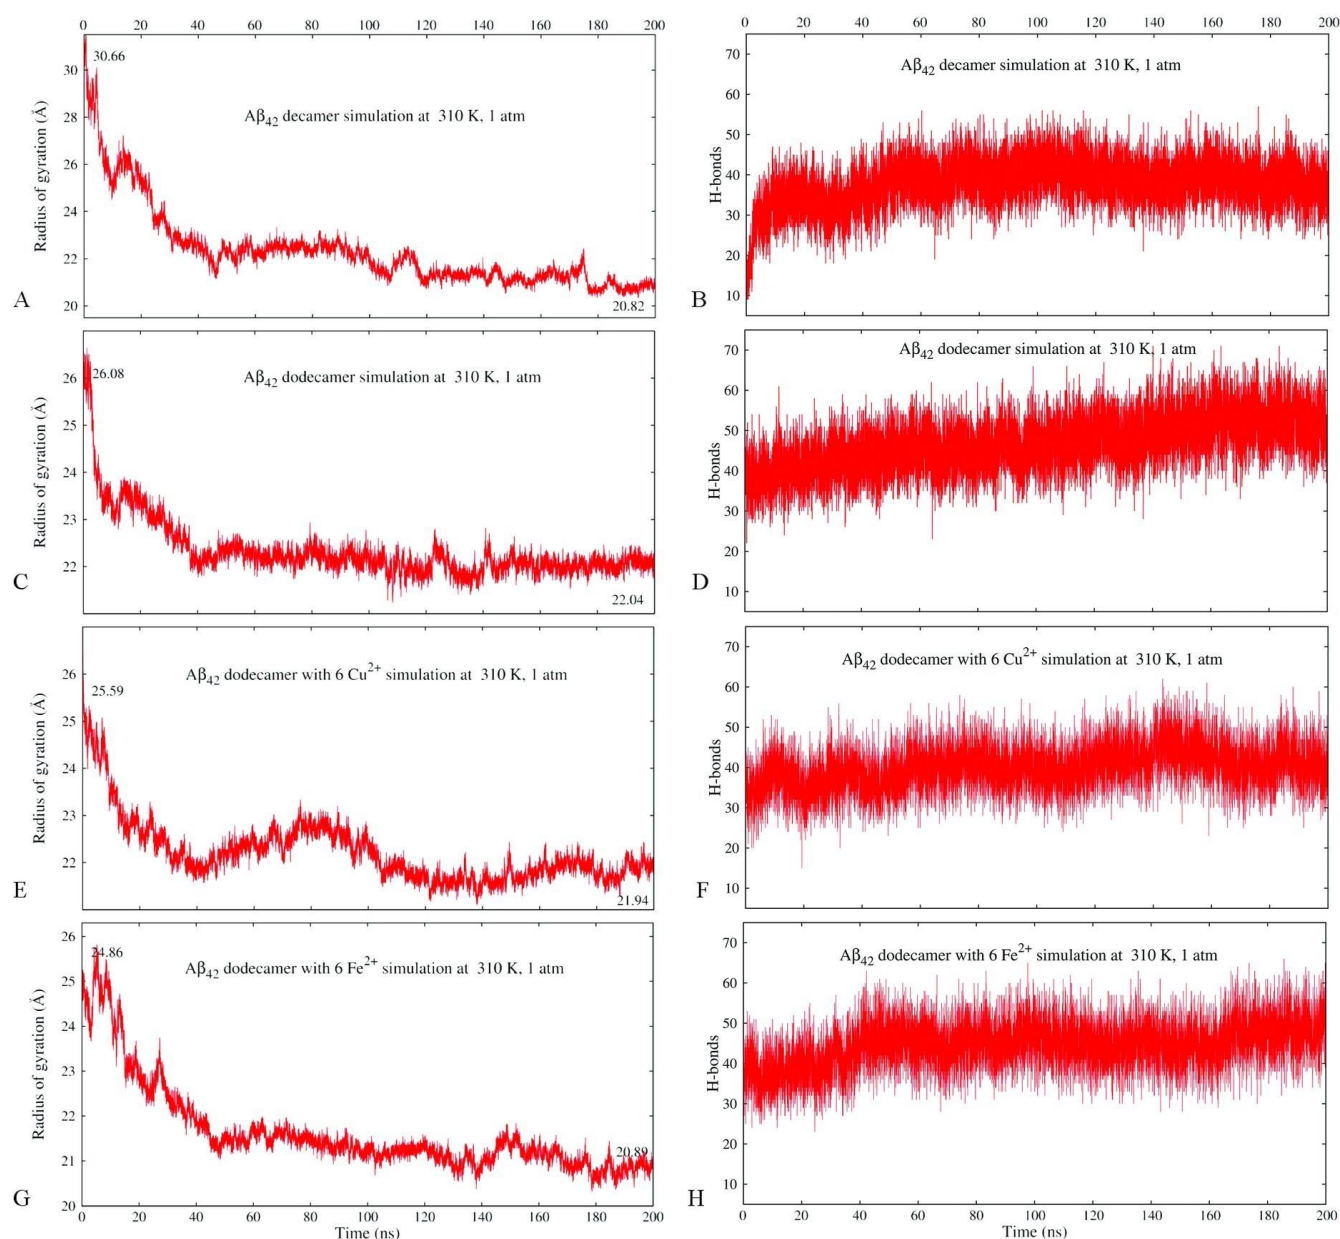 0 20 40 60 80 100 120 140 160 180 200
0 20 40 60 80 100 120 140 160 180 200
30
28
26
24
22
20
Radius of gyration (Å)
30.66
Aβ42 decamer simulation at 310 K, 1 atm
20.82
A
70
60
50
40
30
20
10
H-bonds
Aβ42 decamer simulation at 310 K, 1 atm
B
26
25
24
23
22
Radius of gyration (Å)
26.08
Aβ42 dodecamer simulation at 310 K, 1 atm
22.04
C
70
60
50
40
30
20
10
H-bonds
Aβ42 dodecamer simulation at 310 K, 1 atm
D
26
25
24
23
22
Radius of gyration (Å)
25.59
Aβ42 dodecamer with 6 Cu2+ simulation at 310 K, 1 atm
21.94
E
70
60
50
40
30
20
10
H-bonds
Aβ42 dodecamer with 6 Cu2+ simulation at 310 K, 1 atm
F
26
25
24
23
22
21
20
Radius of gyration (Å)
24.86
Aβ42 dodecamer with 6 Fe2+ simulation at 310 K, 1 atm
20.89
G
0 20 40 60 80 100 120 140 160 180 200
Time (ns)
70
60
50
40
30
20
10
H-bonds
Aβ42 dodecamer with 6 Fe2+ simulation at 310 K, 1 atm
H
0 20 40 60 80 100 120 140 160 180 200
Time (ns)